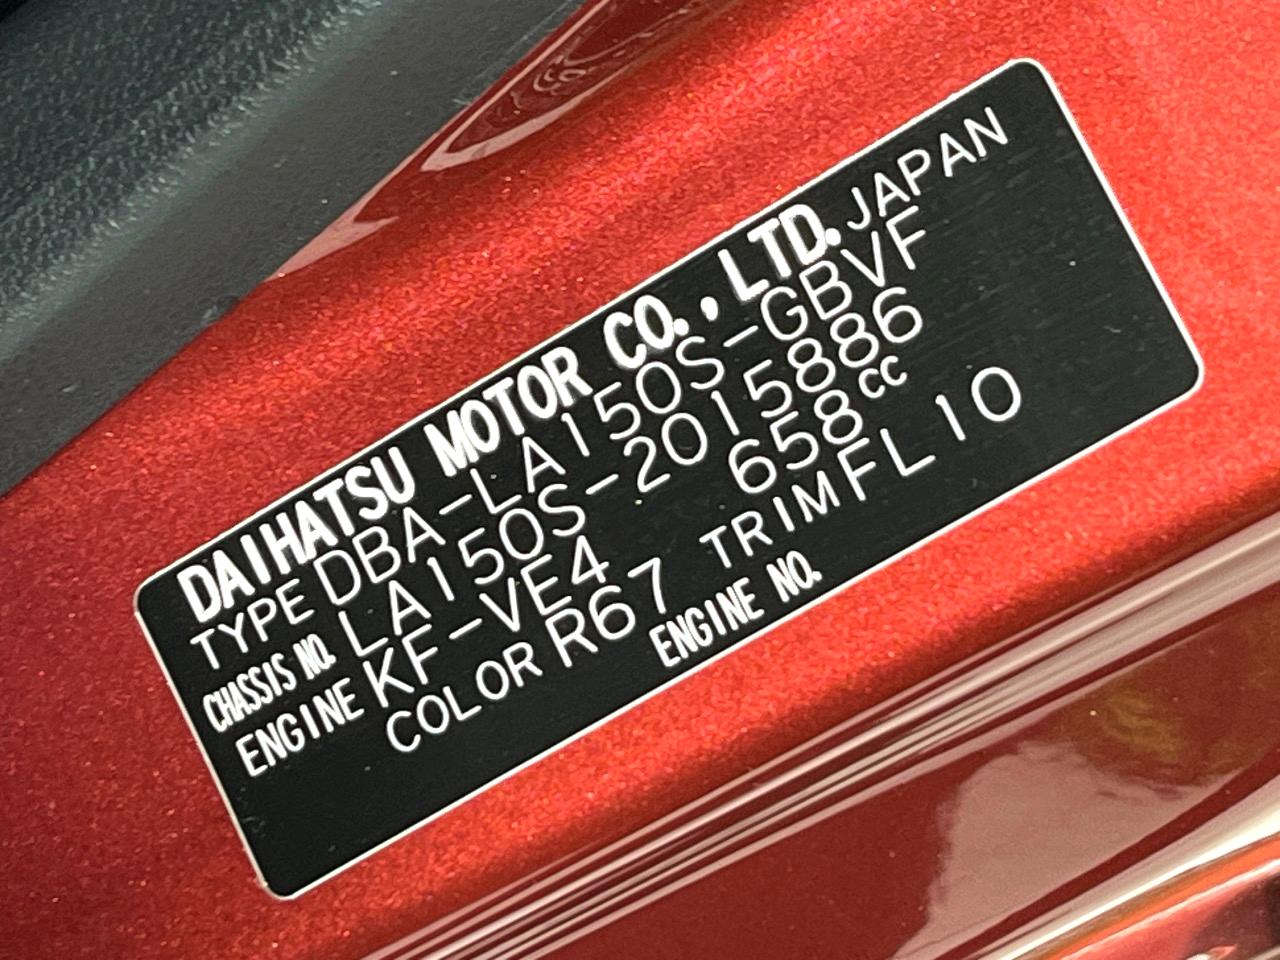 DAIHATSU MOTOR CO., LTD. JAPAN
TYPE DBA-LA150S-GBVF
CHASSIS NO. LA150S-2015886
ENGINE KF-VE4 658cc
COLOR R67 TRIM FL10
ENGINE NO.